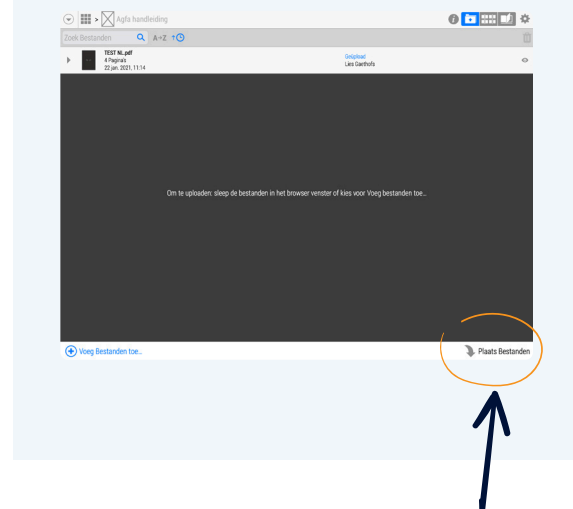 > Agfa handleiding
Zoek Bestanden A→Z
TEST NL.pdf
4 Pagina's
22 jan. 2021, 11:14
Geüpload
Lies Gaethofs
Om te uploaden: sleep de bestanden in het browser venster of kies voor Voeg bestanden toe...
Voeg Bestanden toe...
Plaats Bestanden